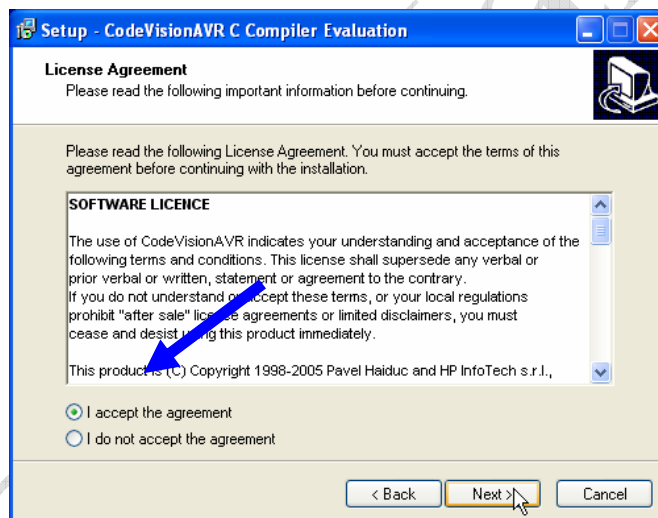 Setup - CodeVisionAVR C Compiler Evaluation
License Agreement
Please read the following important information before continuing.
Please read the following License Agreement. You must accept the terms of this
agreement before continuing with the installation.
SOFTWARE LICENCE
The use of CodeVisionAVR indicates your understanding and acceptance of the
following terms and conditions. This license shall supersede any verbal or
prior verbal or written, statement or agreement to the contrary.
If you do not understand or accept these terms, or your local regulations
prohibit "after sale" license agreements or limited disclaimers, you must
cease and desist using this product immediately.
This product is (C) Copyright 1998-2005 Pavel Haiduc and HP InfoTech s.r.l.,
I accept the agreement
I do not accept the agreement
< Back Next > Cancel